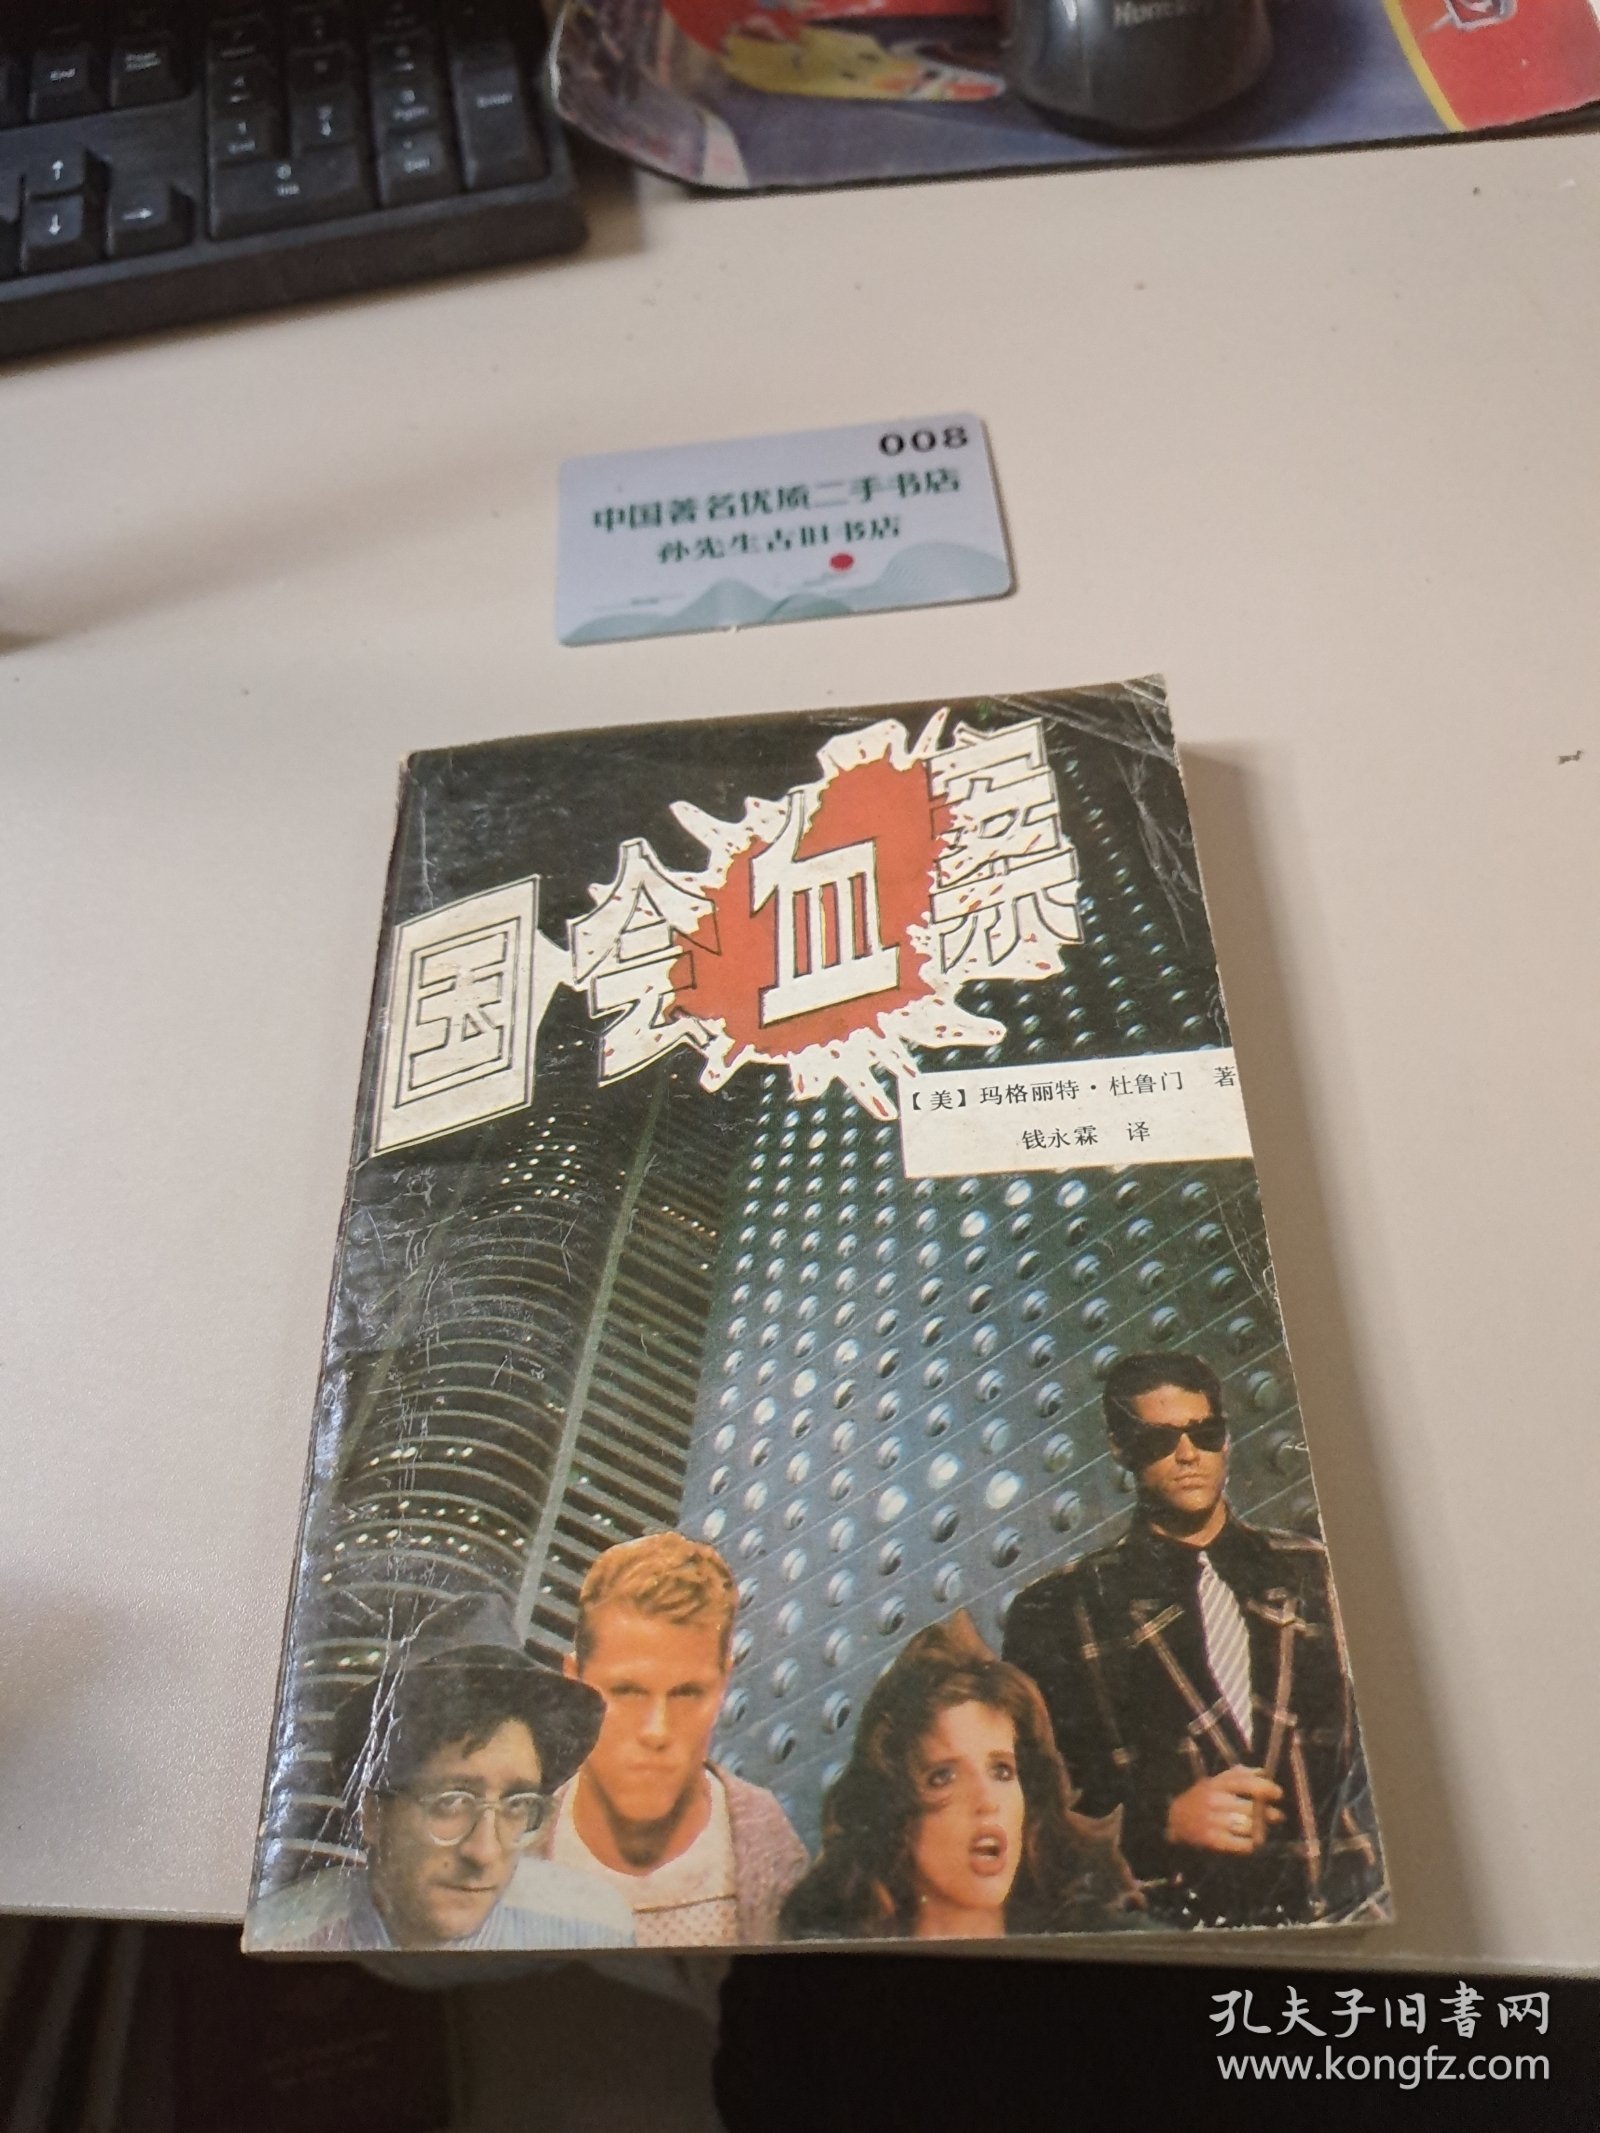 End
Enter
008
中国著名优质二手书店
孙先生古旧书店
国会血案
【美】玛格丽特·杜鲁门 著
钱永霖 译
孔夫子旧书网
www.kongfz.com